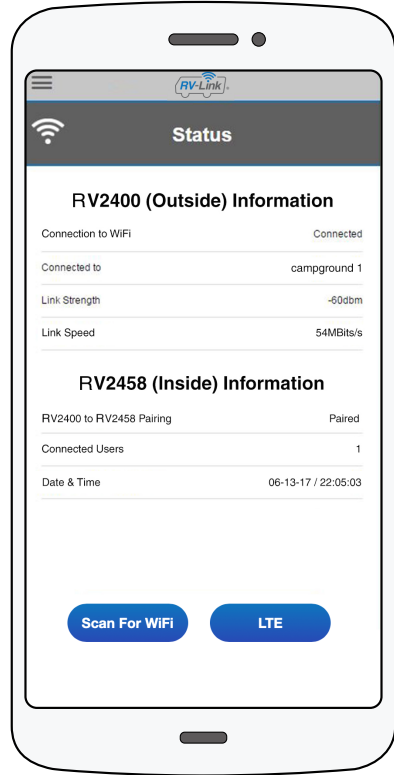 RV-Link
Status
RV2400 (Outside) Information
Connection to WiFi Connected
Connected to campground 1
Link Strength -60dbm
Link Speed 54MBits/s
RV2458 (Inside) Information
RV2400 to RV2458 Pairing Paired
Connected Users 1
Date & Time 06-13-17 / 22:05:03
Scan For WiFi LTE